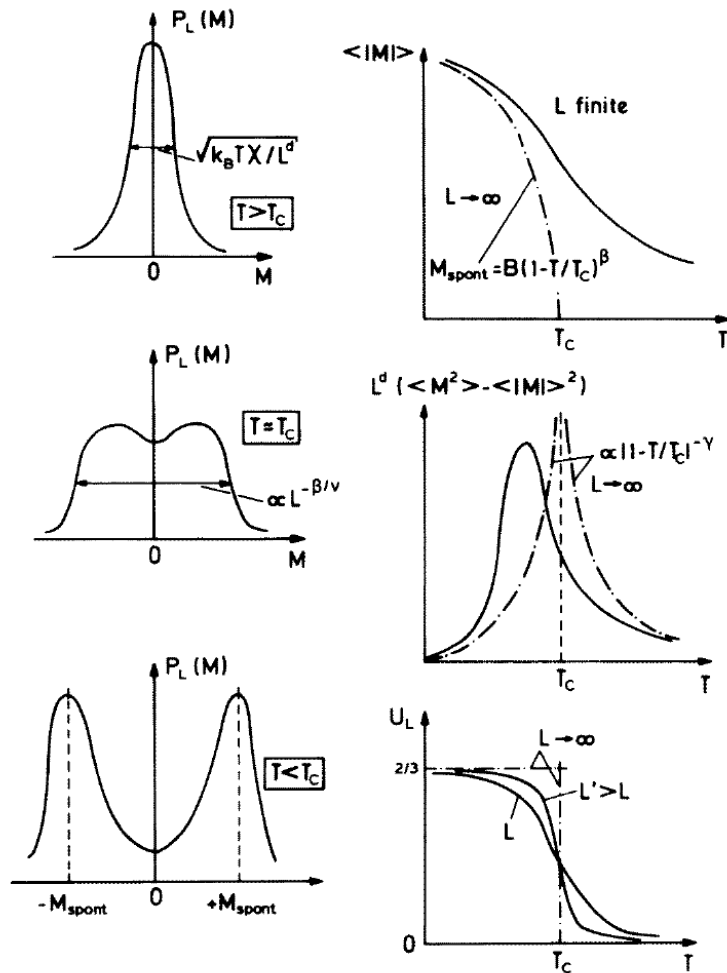 P_L (M)
√k_B T χ / L^d
T > T_C
0
M
P_L (M)
T = T_C
∝ L^{-β/ν}
0
M
P_L (M)
T < T_C
-M_spont
0
+M_spont
<|M|>
L finite
L→∞
M_spont = B(1-T/T_C)^β
T_C
T
L^d (<M²> - <|M|>²)
∝ |1-T/T_C|^{-γ}
L→∞
T_C
T
U_L
L→∞
2/3
L'>L
L
0
T_C
T